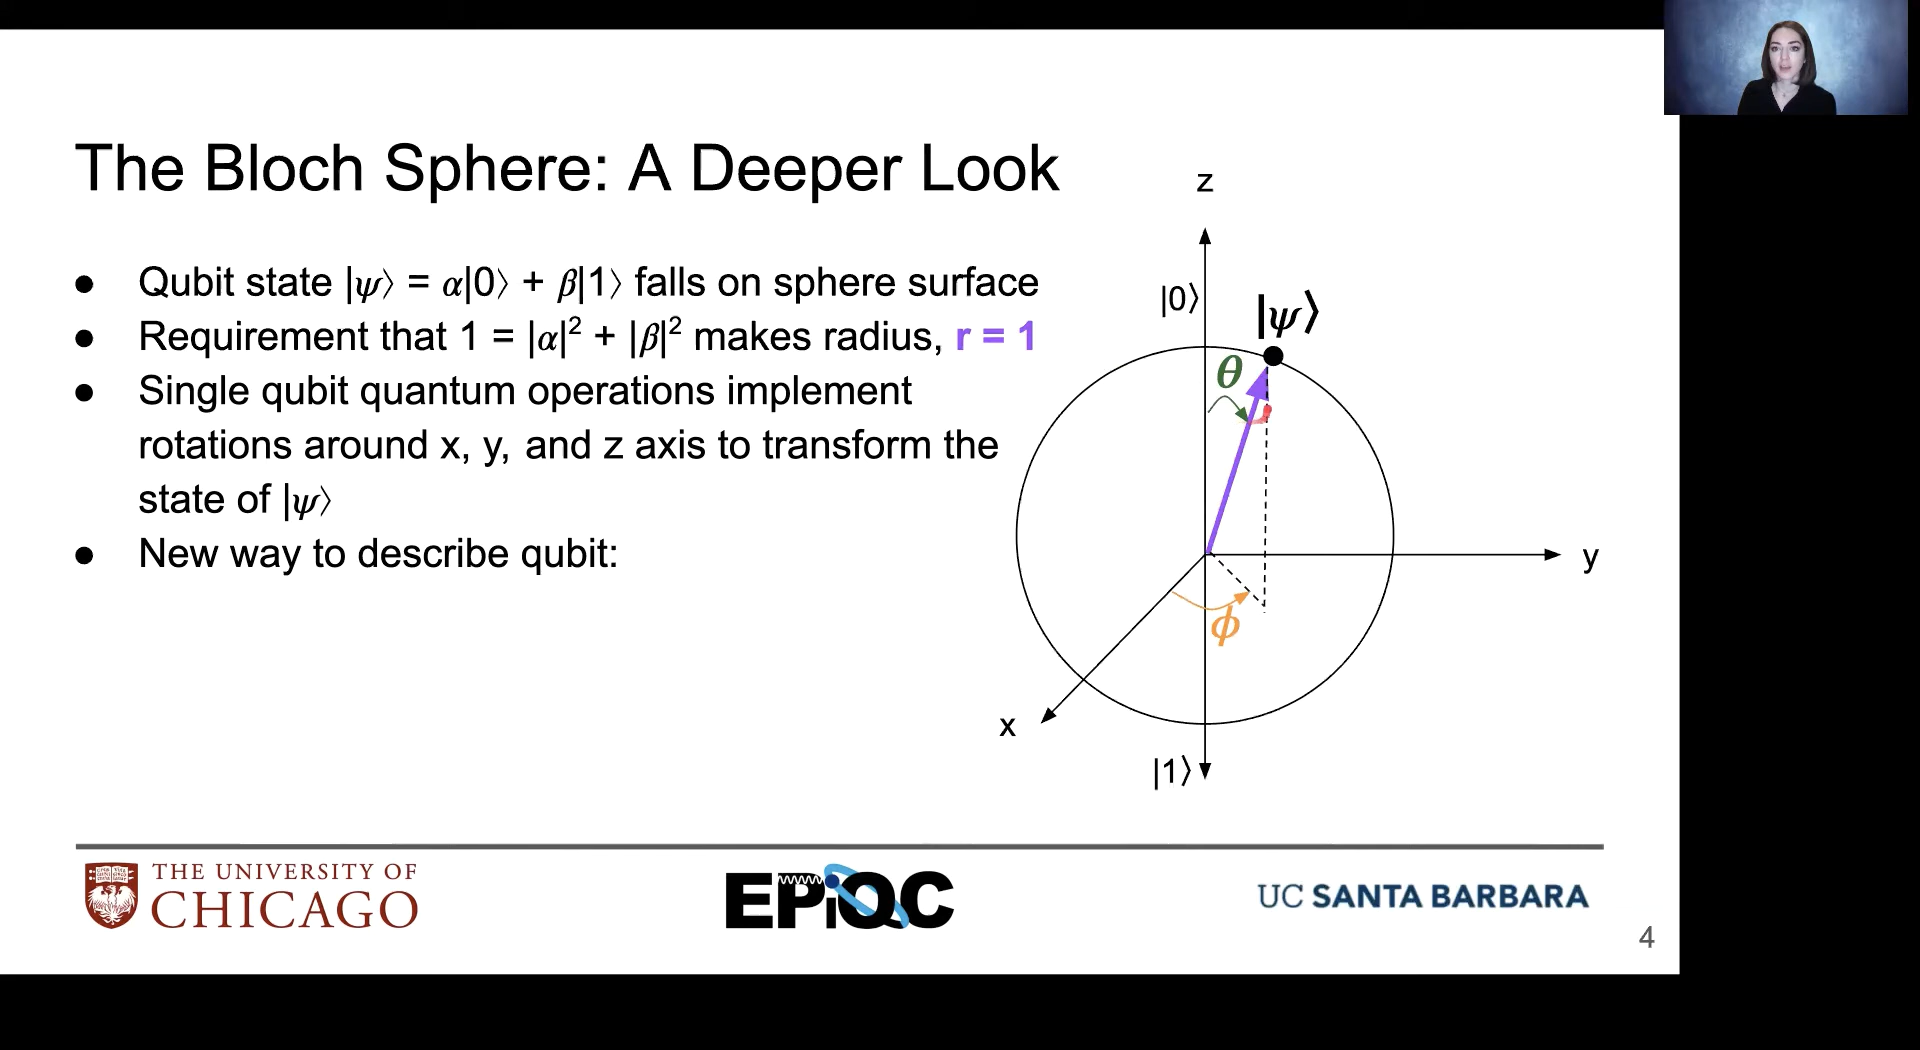 The Bloch Sphere: A Deeper Look
● Qubit state |ψ⟩ = α|0⟩ + β|1⟩ falls on sphere surface
● Requirement that 1 = |α|² + |β|² makes radius, r = 1
● Single qubit quantum operations implement
rotations around x, y, and z axis to transform the
state of |ψ⟩
● New way to describe qubit:
z
|0⟩
|ψ⟩
θ
y
ϕ
x
|1⟩
THE UNIVERSITY OF
CHICAGO
EPiQC
UC SANTA BARBARA
4